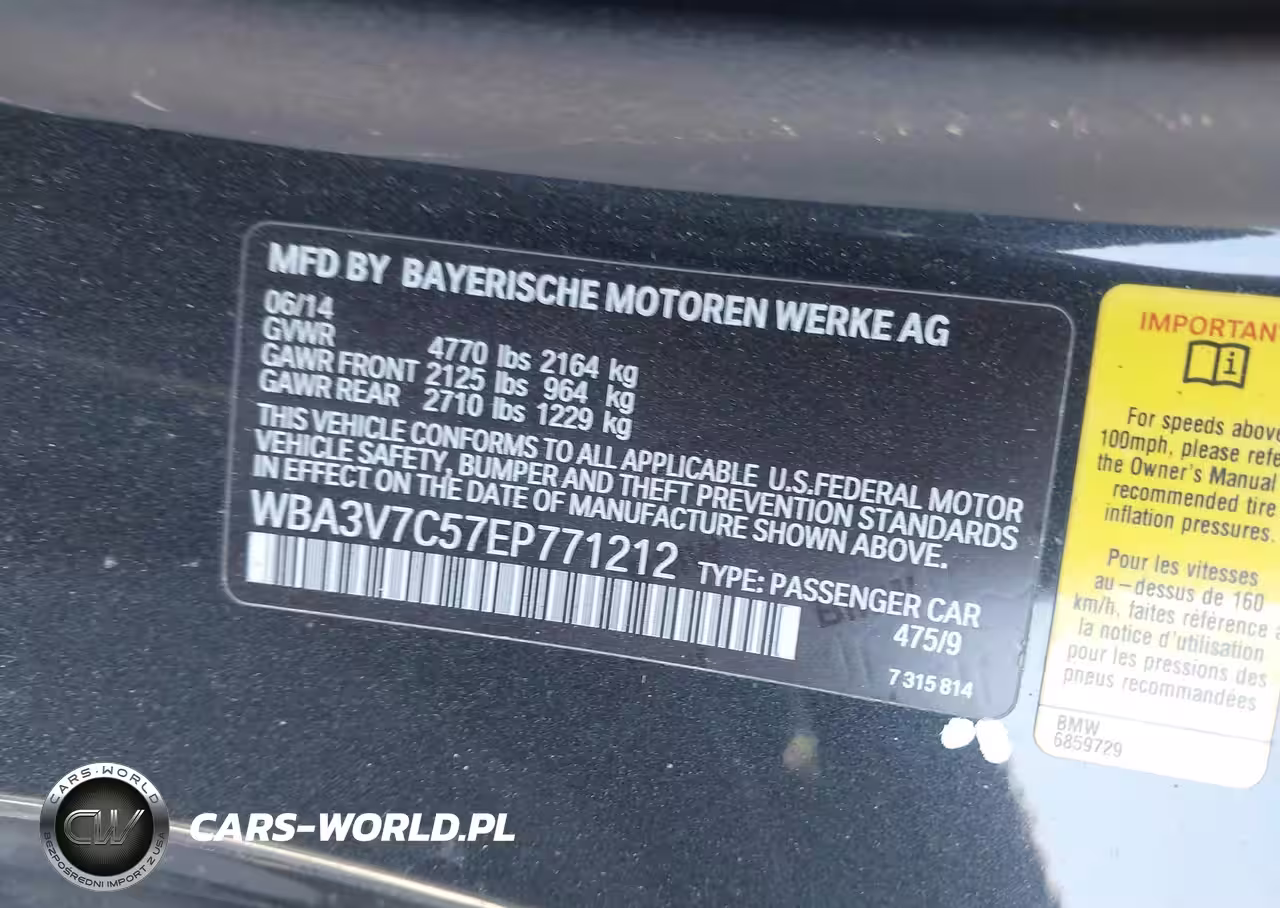 MFD BY BAYERISCHE MOTOREN WERKE AG
06/14
GVWR 4770 lbs 2164 kg
GAWR FRONT 2125 lbs 964 kg
GAWR REAR 2710 lbs 1229 kg
THIS VEHICLE CONFORMS TO ALL APPLICABLE U.S.FEDERAL MOTOR
VEHICLE SAFETY, BUMPER AND THEFT PREVENTION STANDARDS
IN EFFECT ON THE DATE OF MANUFACTURE SHOWN ABOVE.
WBA3V7C57EP771212
TYPE: PASSENGER CAR
475/9
7 315 814
IMPORTAN
For speeds above
100mph, please refe
the Owner's Manual
recommended tire
inflation pressures.
Pour les vitesses
au-dessus de 160
km/h, faites référence
la notice d'utilisation
pour les pressions des
pneus recommandées
BMW
6859729
CARS-WORLD
CW
BEZPOŚREDNI IMPORT Z USA
CARS-WORLD.PL